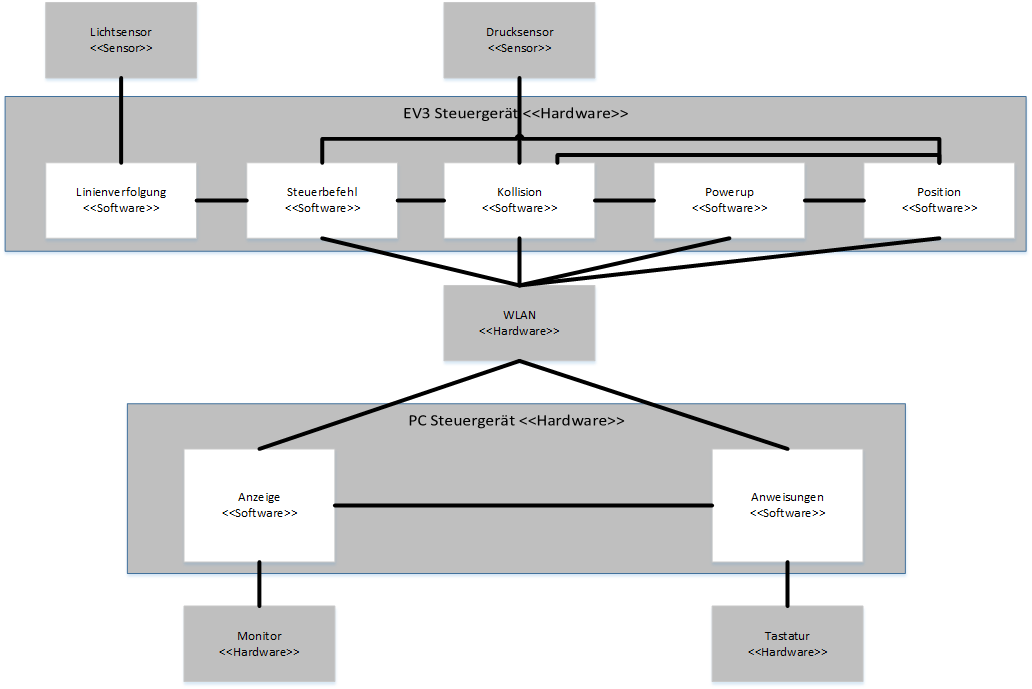 Lichtsensor
<<Sensor>>
Drucksensor
<<Sensor>>
EV3 Steuergerät <<Hardware>>
Linienverfolgung
<<Software>>
Steuerbefehl
<<Software>>
Kollision
<<Software>>
Powerup
<<Software>>
Position
<<Software>>
WLAN
<<Hardware>>
PC Steuergerät <<Hardware>>
Anzeige
<<Software>>
Anweisungen
<<Software>>
Monitor
<<Hardware>>
Tastatur
<<Hardware>>